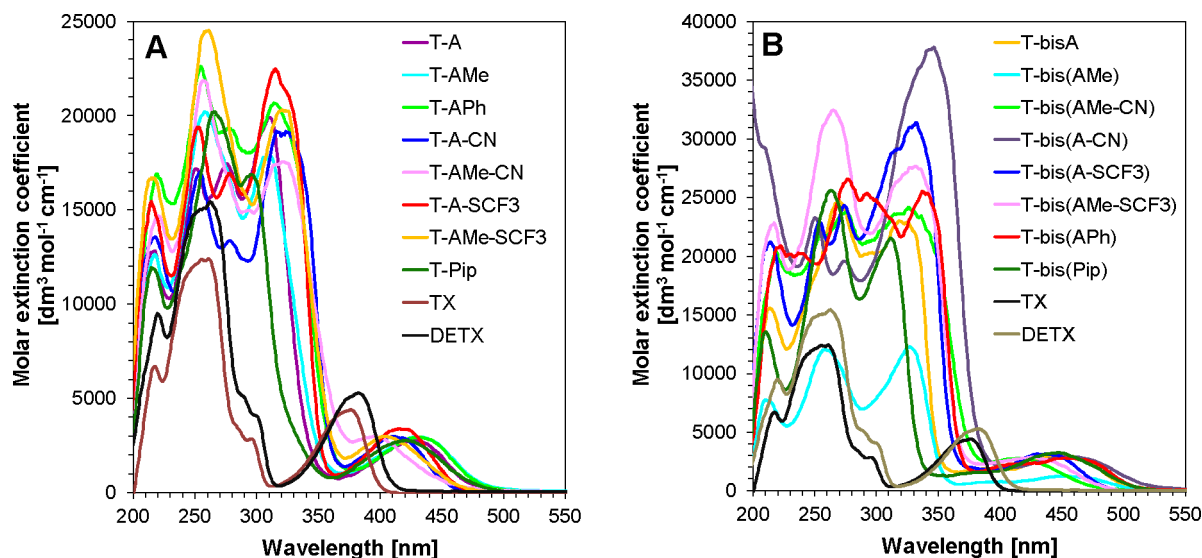 A
Molar extinction coefficient
[dm³ mol⁻¹ cm⁻¹]
25000
20000
15000
10000
5000
0
200 250 300 350 400 450 500 550
Wavelength [nm]
T-A
T-AMe
T-APh
T-A-CN
T-AMe-CN
T-A-SCF3
T-AMe-SCF3
T-Pip
TX
DETX
B
Molar extinction coefficient
[dm³ mol⁻¹ cm⁻¹]
40000
35000
30000
25000
20000
15000
10000
5000
0
200 250 300 350 400 450 500 550
Wavelength [nm]
T-bisA
T-bis(AMe)
T-bis(AMe-CN)
T-bis(A-CN)
T-bis(A-SCF3)
T-bis(AMe-SCF3)
T-bis(APh)
T-bis(Pip)
TX
DETX